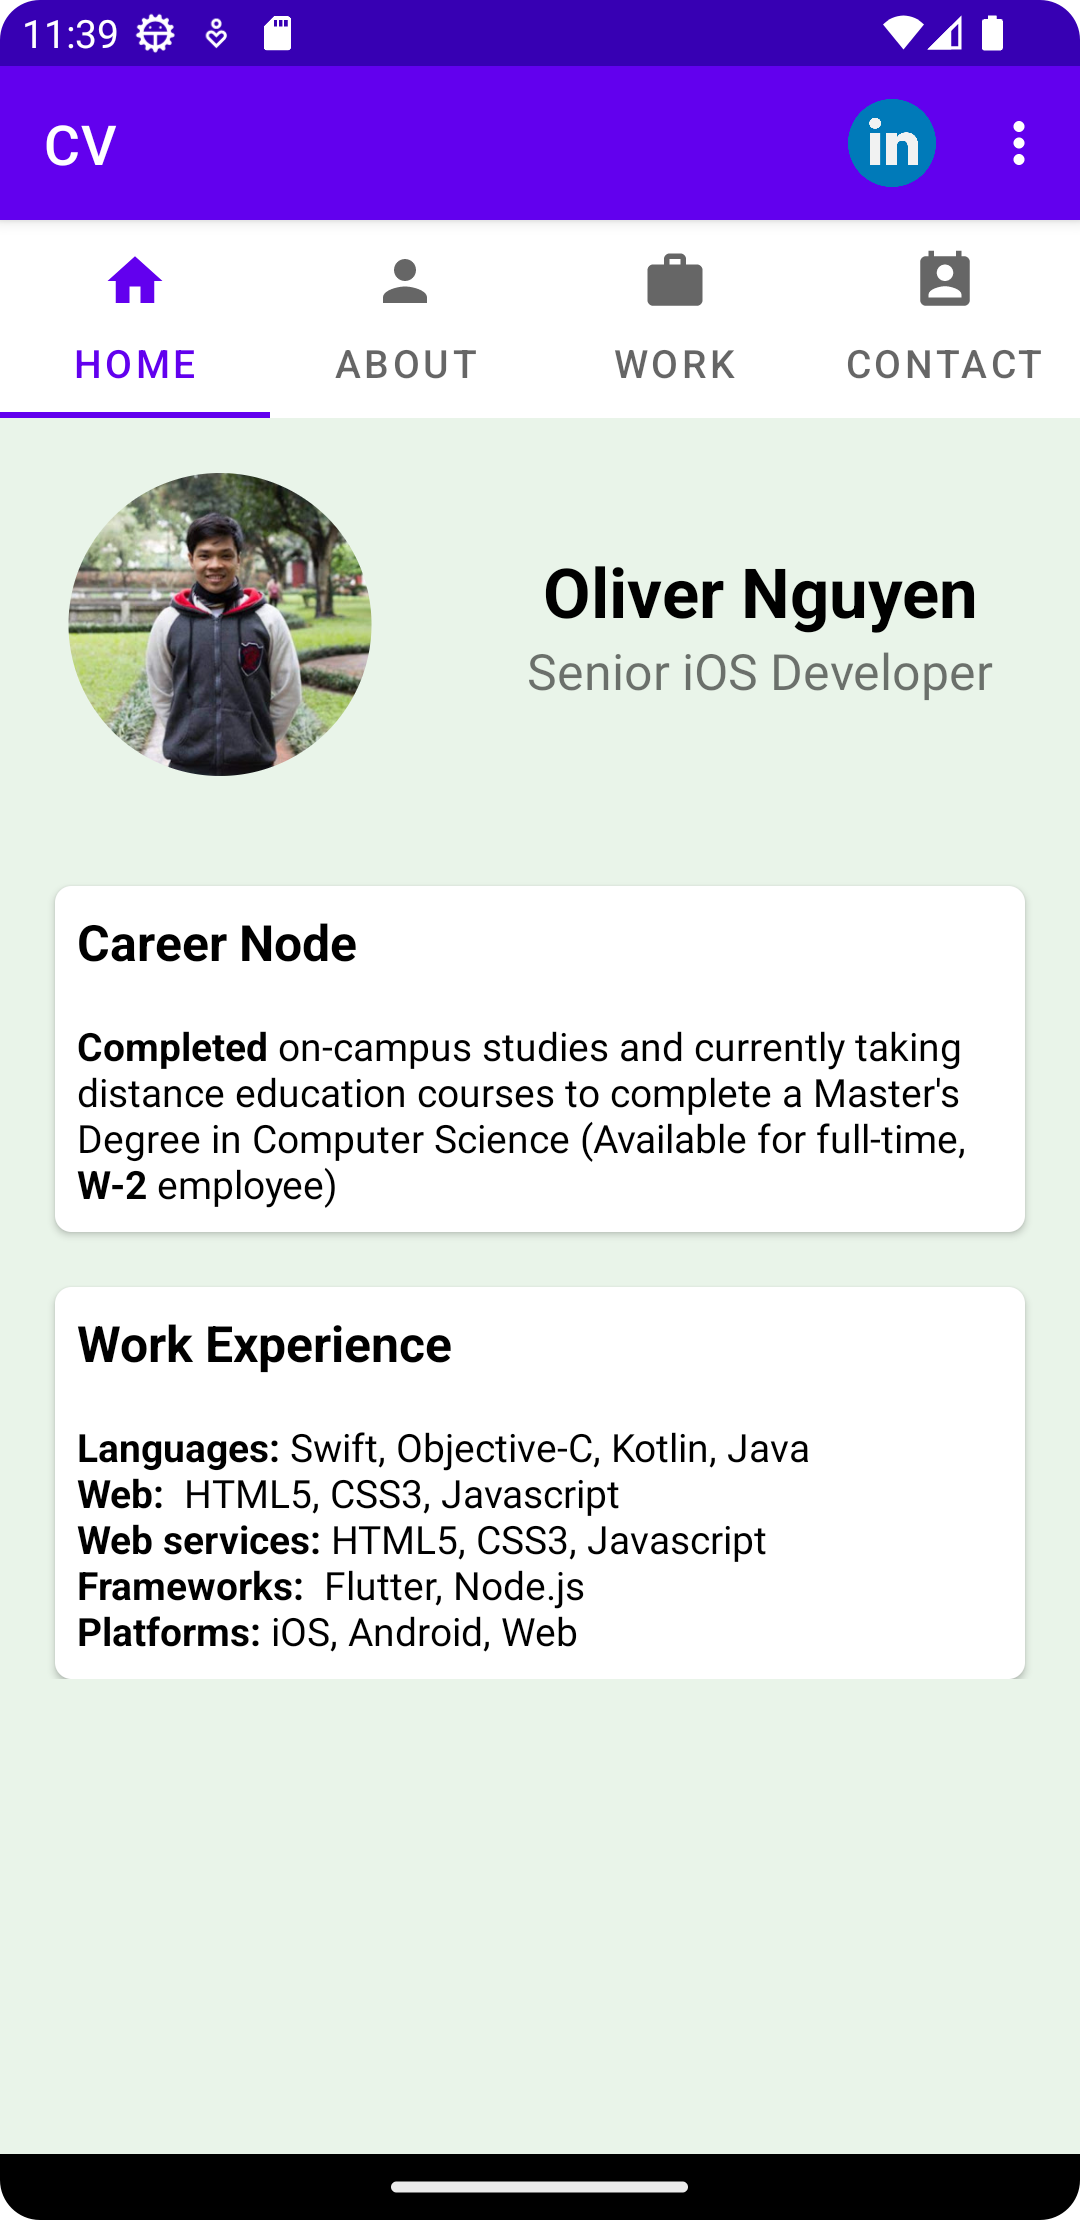 11:39
CV
in
HOME
ABOUT
WORK
CONTACT
Oliver Nguyen
Senior iOS Developer
Career Node
Completed on-campus studies and currently taking
distance education courses to complete a Master's
Degree in Computer Science (Available for full-time,
W-2 employee)
Work Experience
Languages: Swift, Objective-C, Kotlin, Java
Web:  HTML5, CSS3, Javascript
Web services: HTML5, CSS3, Javascript
Frameworks:  Flutter, Node.js
Platforms: iOS, Android, Web